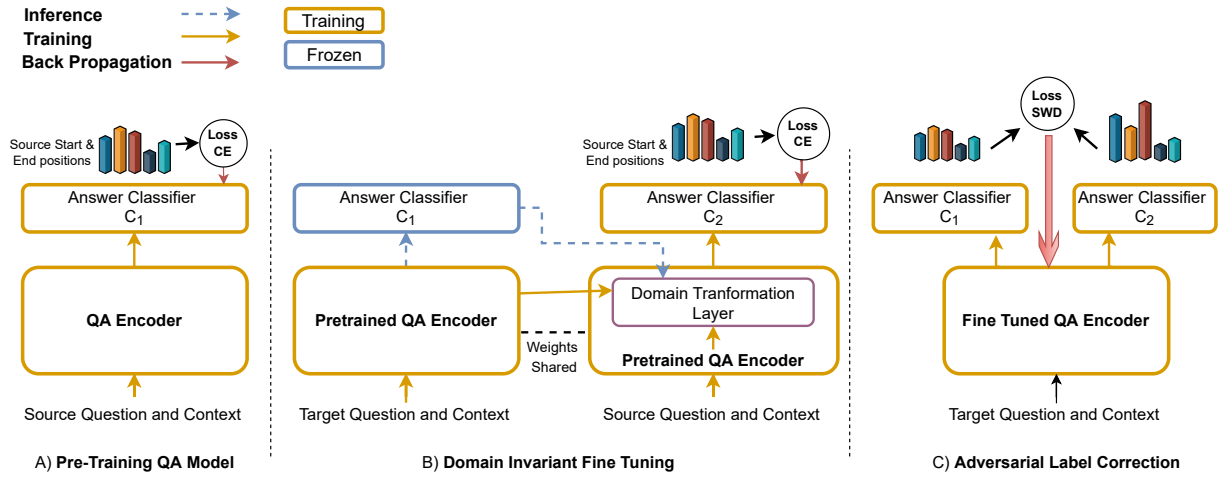 Inference
Training
Back Propagation
Training
Frozen
Source Start &
End positions
Loss
CE
Answer Classifier
C1
QA Encoder
Source Question and Context
A) Pre-Training QA Model
Answer Classifier
C1
Pretrained QA Encoder
Target Question and Context
Weights
Shared
Source Start &
End positions
Loss
CE
Answer Classifier
C2
Domain Tranformation
Layer
Pretrained QA Encoder
Source Question and Context
B) Domain Invariant Fine Tuning
Loss
SWD
Answer Classifier
C1
Answer Classifier
C2
Fine Tuned QA Encoder
Target Question and Context
C) Adversarial Label Correction